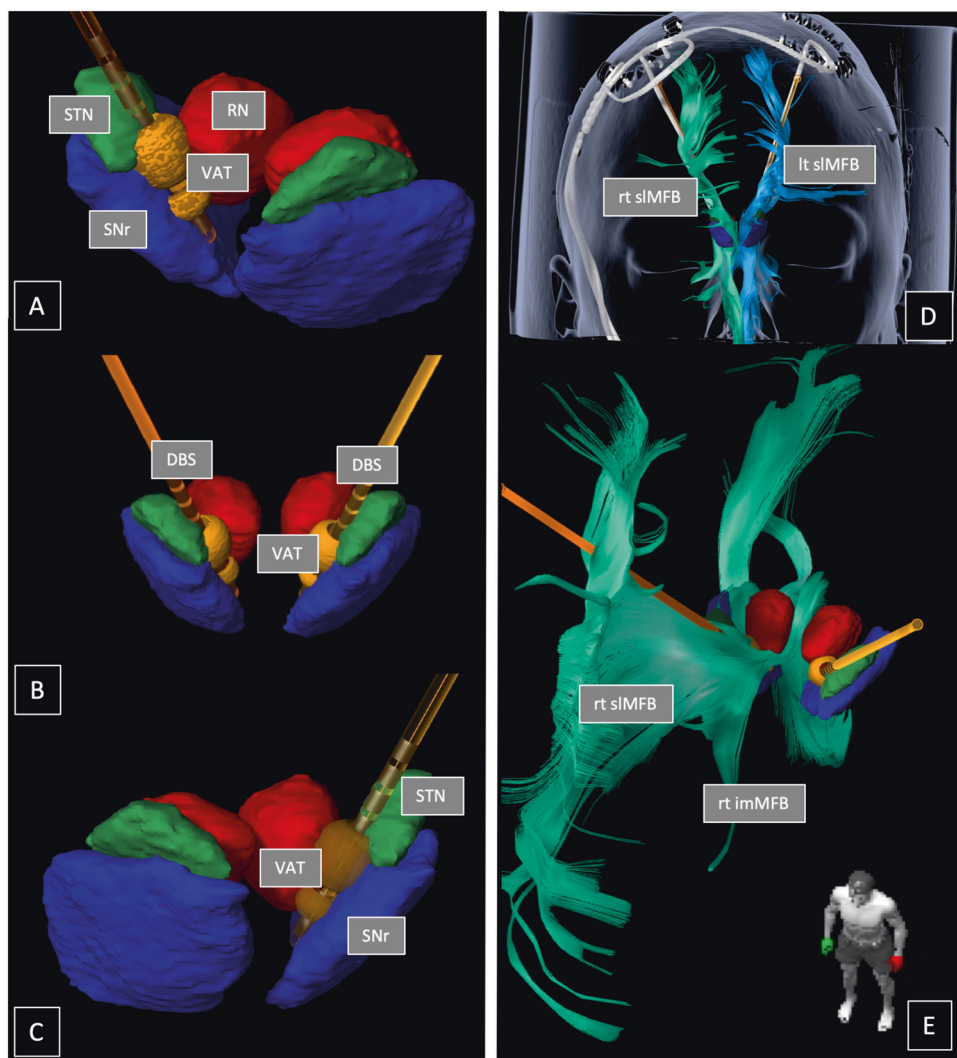 STN
RN
VAT
SNr
A
DBS
DBS
VAT
B
STN
VAT
SNr
C
lt slMFB
rt slMFB
D
rt slMFB
rt imMFB
E